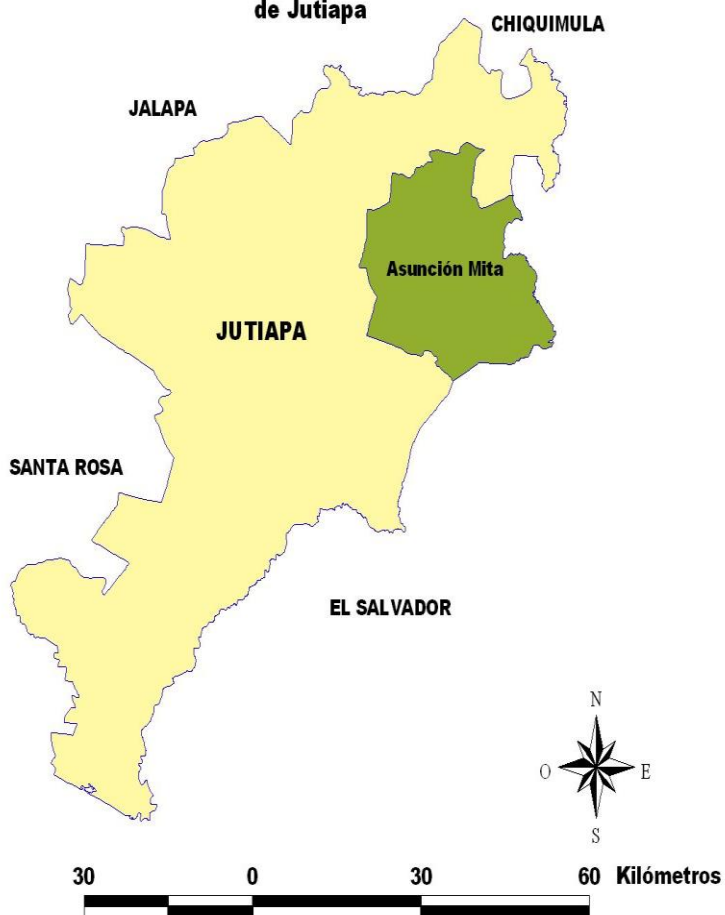 de Jutiapa
CHIQUIMULA
JALAPA
Asunción Mita
JUTIAPA
SANTA ROSA
EL SALVADOR
N
O E
S
30 0 30 60 Kilómetros